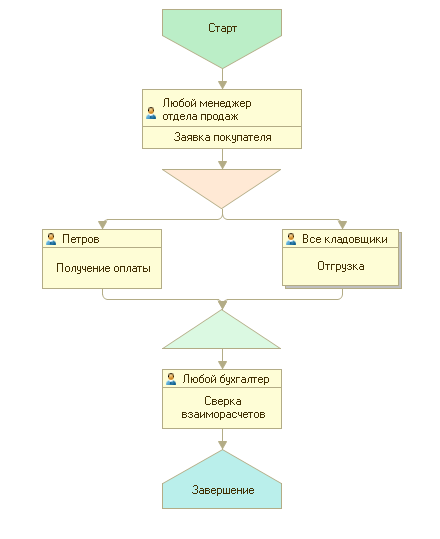 Старт
Любой менеджер
отдела продаж
Заявка покупателя
Петров
Получение оплаты
Все кладовщики
Отгрузка
Любой бухгалтер
Сверка
взаиморасчетов
Завершение